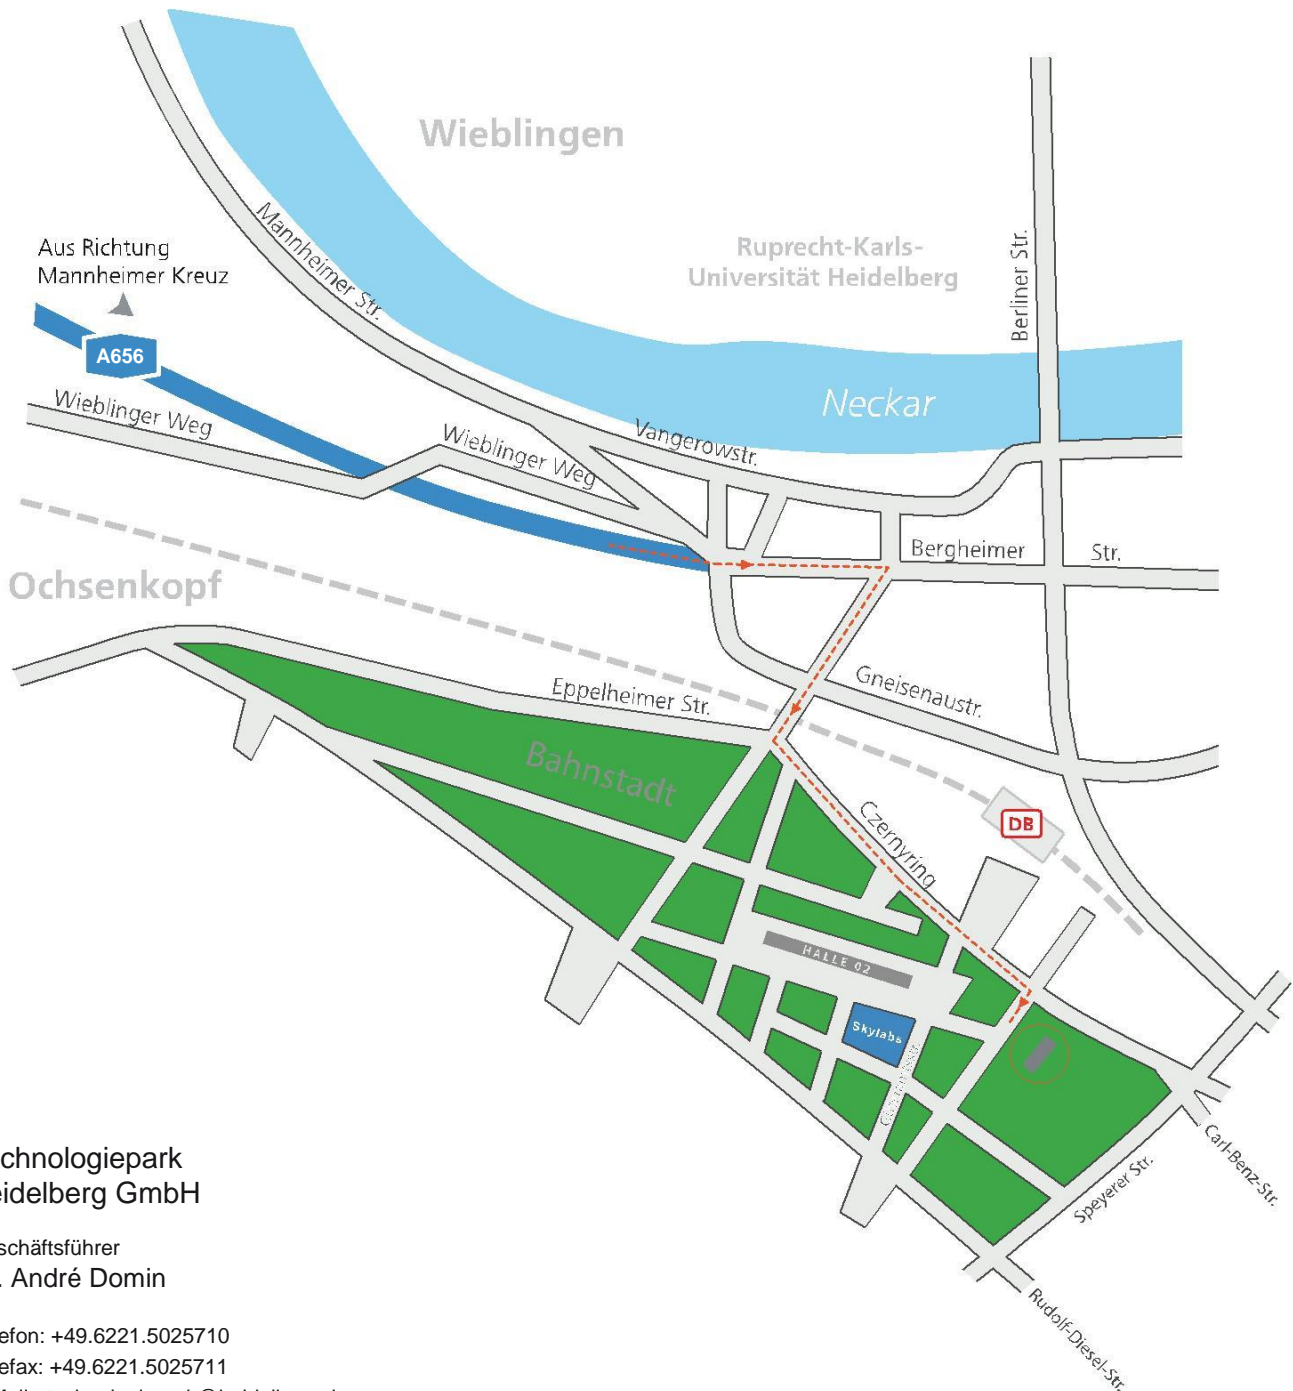 Wieblingen
Aus Richtung
Mannheimer Kreuz
A656
Mannheimer Str.
Ruprecht-Karls-
Universität Heidelberg
Berliner Str.
Neckar
Wieblinger Weg
Wieblinger Weg
Vangerowstr.
Bergheimer Str.
Ochsenkopf
Gneisenaustr.
Eppelheimer Str.
Bahnstadt
Czernyring
DB
HALLE 02
Skylabs
Carl-Benz-Str.
Speyerer Str.
Rudolf-Diesel-Str.
chnologiepark
eidelberg GmbH
schäftsführer
. André Domin
efon: +49.6221.5025710
efax: +49.6221.5025711